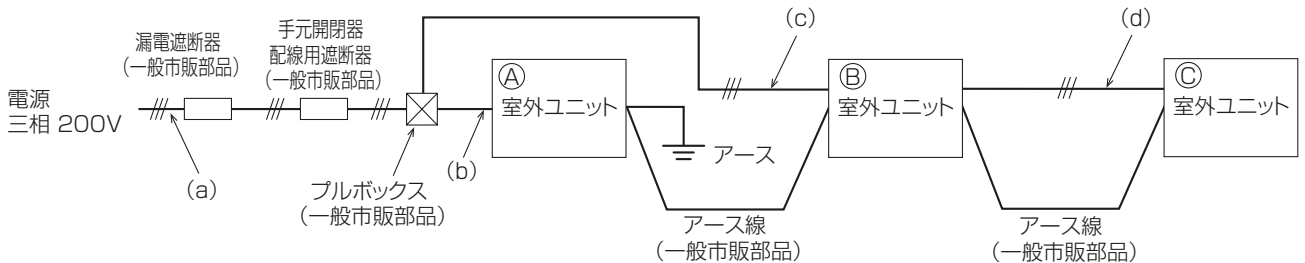 漏電遮断器
(一般市販部品)
手元開閉器
配線用遮断器
(一般市販部品)
電源
三相 200V
(a)
プルボックス
(一般市販部品)
(b)
Ⓐ
室外ユニット
アース
(c)
アース線
(一般市販部品)
Ⓑ
室外ユニット
(d)
アース線
(一般市販部品)
Ⓒ
室外ユニット